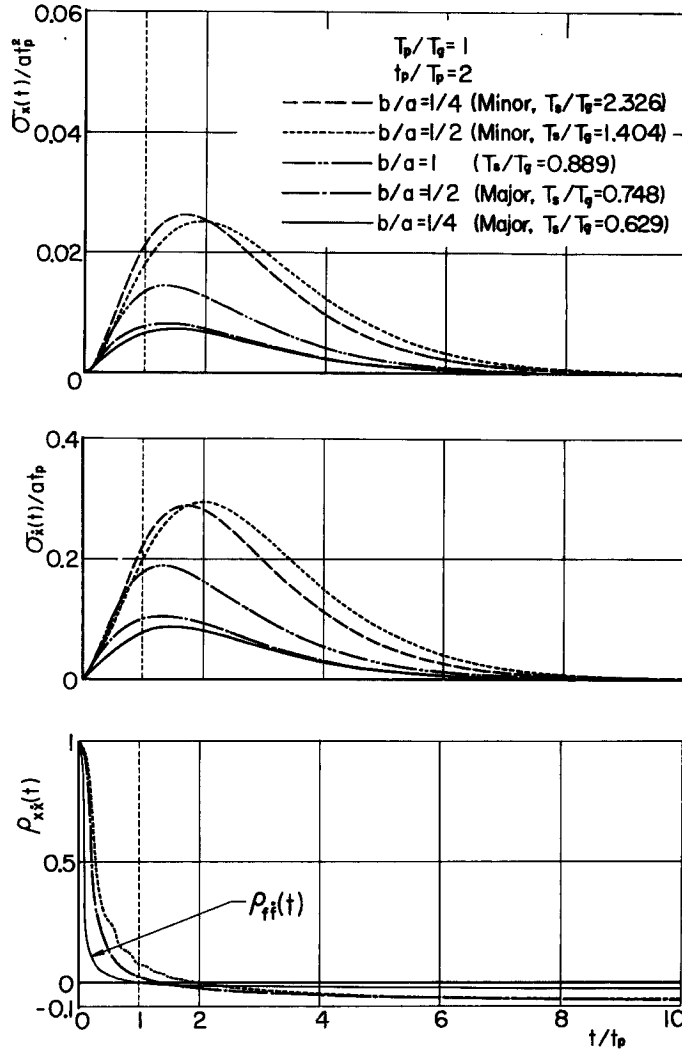 0.06
σx(t)/atp²
0.04
0.02
0
Tp/Tg=1
tp/Tp=2
b/a=1/4 (Minor, Ts/Tg=2.326)
b/a=1/2 (Minor, Ts/Tg=1.404)
b/a=1 (Ts/Tg=0.889)
b/a=1/2 (Major, Ts/Tg=0.748)
b/a=1/4 (Major, Ts/Tg=0.629)
0.4
σẋ(t)/atp
0.2
0
1
ρxẋ(t)
0.5
ρfḟ(t)
0
-0.1
0 1 2 4 6 8 10
t/tp